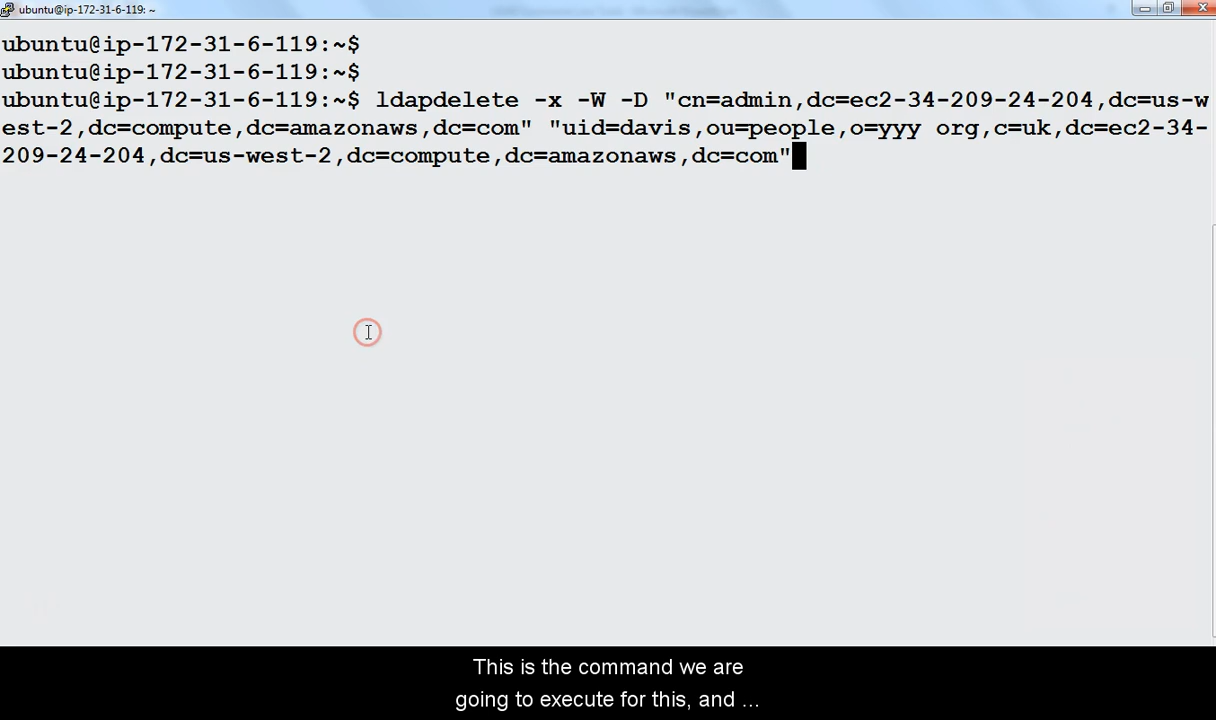 ubuntu@ip-172-31-6-119: ~
ubuntu@ip-172-31-6-119:~$
ubuntu@ip-172-31-6-119:~$
ubuntu@ip-172-31-6-119:~$ ldapdelete -x -W -D "cn=admin,dc=ec2-34-209-24-204,dc=us-w
est-2,dc=compute,dc=amazonaws,dc=com" "uid=davis,ou=people,o=yyy org,c=uk,dc=ec2-34-
209-24-204,dc=us-west-2,dc=compute,dc=amazonaws,dc=com"
This is the command we are
going to execute for this, and ...